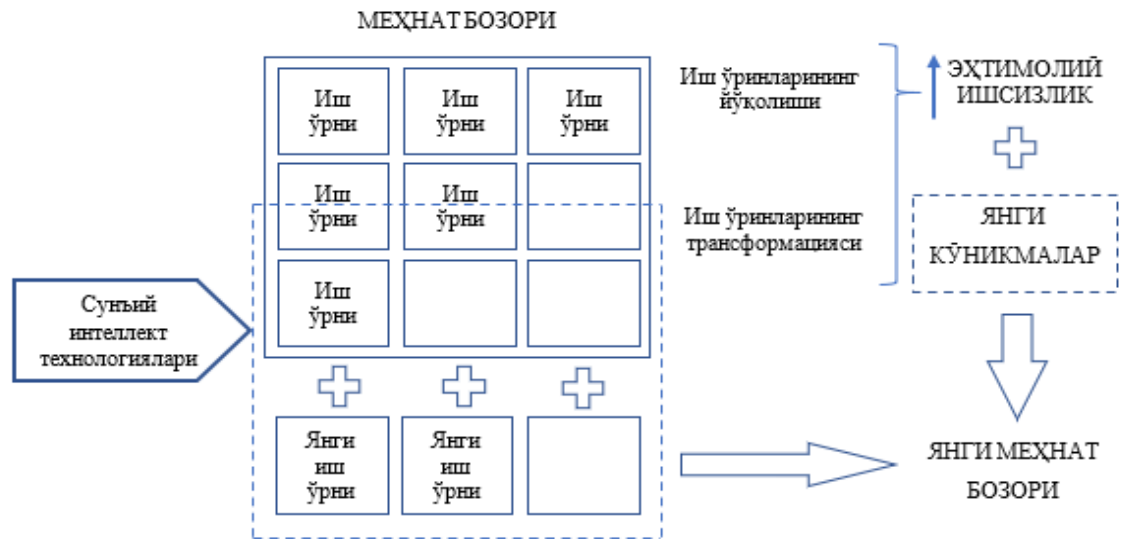 МЕҲНАТ БОЗОРИ
Иш
ўрни
Иш
ўрни
Иш
ўрни
Иш
ўрни
Иш
ўрни
Иш
ўрни
Янги
иш
ўрни
Янги
иш
ўрни
Сунъий
интеллект
технологиялари
Иш ўринларининг
йўқолиши
Иш ўринларининг
трансформацияси
ЭҲТИМОЛИЙ
ИШСИЗЛИК
ЯНГИ
КЎНИКМАЛАР
ЯНГИ МЕҲНАТ
БОЗОРИ